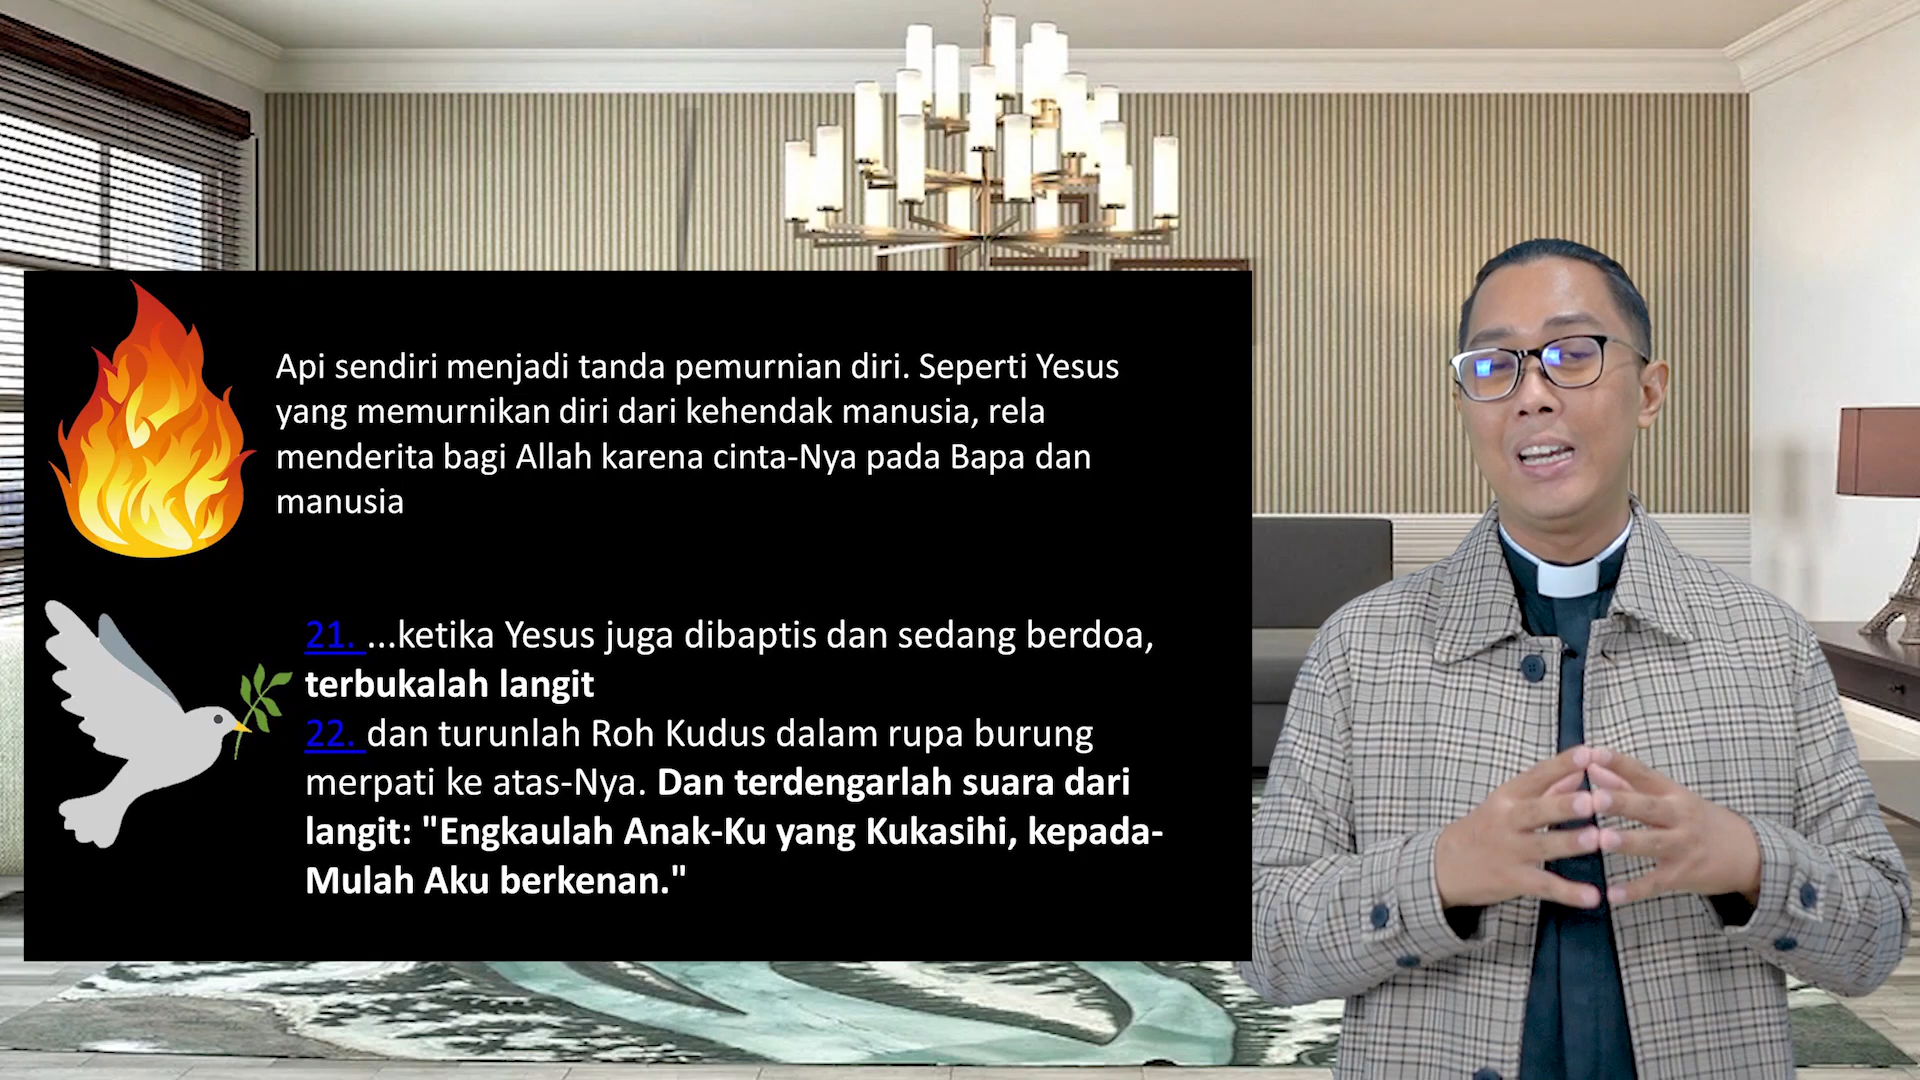 Api sendiri menjadi tanda pemurnian diri. Seperti Yesus
yang memurnikan diri dari kehendak manusia, rela
menderita bagi Allah karena cinta-Nya pada Bapa dan
manusia
21. ...ketika Yesus juga dibaptis dan sedang berdoa,
terbukalah langit
22. dan turunlah Roh Kudus dalam rupa burung
merpati ke atas-Nya. Dan terdengarlah suara dari
langit: "Engkaulah Anak-Ku yang Kukasihi, kepada-
Mulah Aku berkenan."